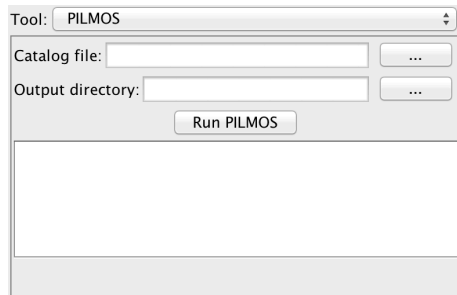 Tool: PILMOS
Catalog file: ...
Output directory: ...
Run PILMOS